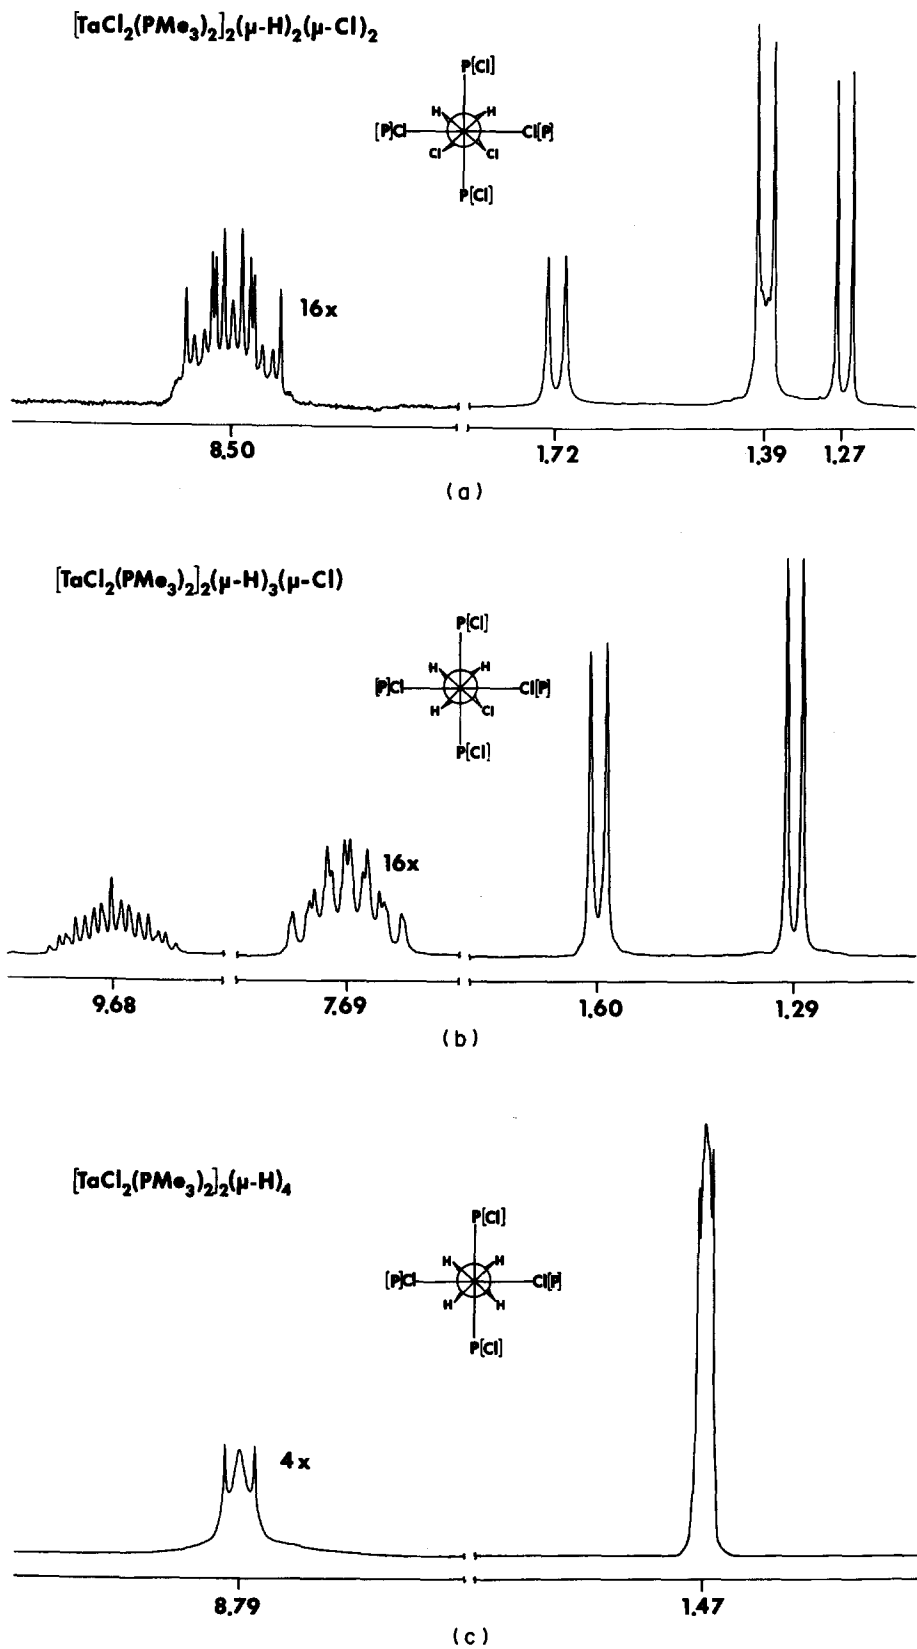 [TaCl₂(PMe₃)₂]₂(μ-H)₂(μ-Cl)₂
P[Cl]
H H
[P]Cl Cl[P]
Cl Cl
P[Cl]
16x
8.50 1.72 1.39 1.27
(a)
[TaCl₂(PMe₃)₂]₂(μ-H)₃(μ-Cl)
P[Cl]
H H
[P]Cl Cl[P]
H Cl
P[Cl]
16x
9.68 7.69 1.60 1.29
(b)
[TaCl₂(PMe₃)₂]₂(μ-H)₄
P[Cl]
H H
[P]Cl Cl[P]
H H
P[Cl]
4x
8.79 1.47
(c)